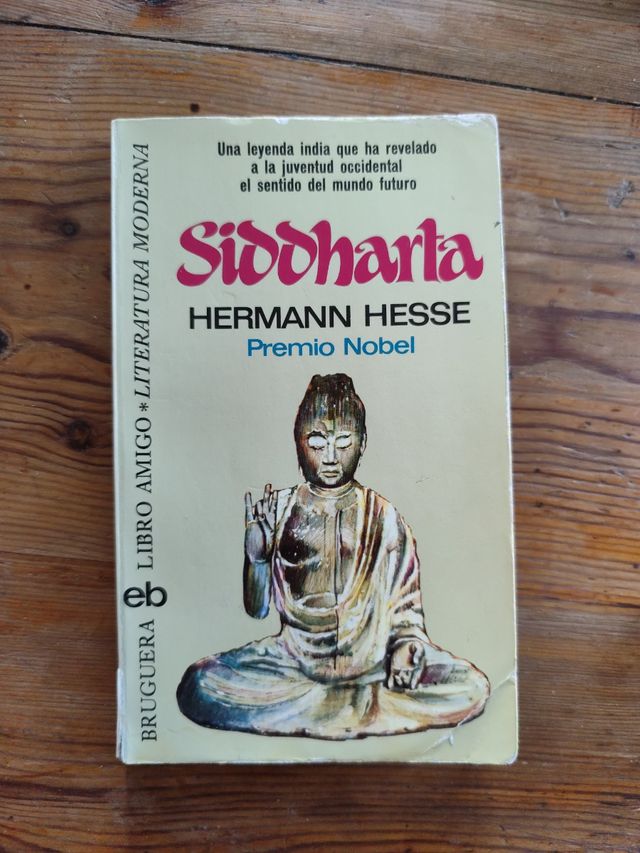 Una leyenda india que ha revelado
a la juventud occidental
el sentido del mundo futuro
Siddharta
HERMANN HESSE
Premio Nobel
BRUGUERA eb LIBRO AMIGO * LITERATURA MODERNA